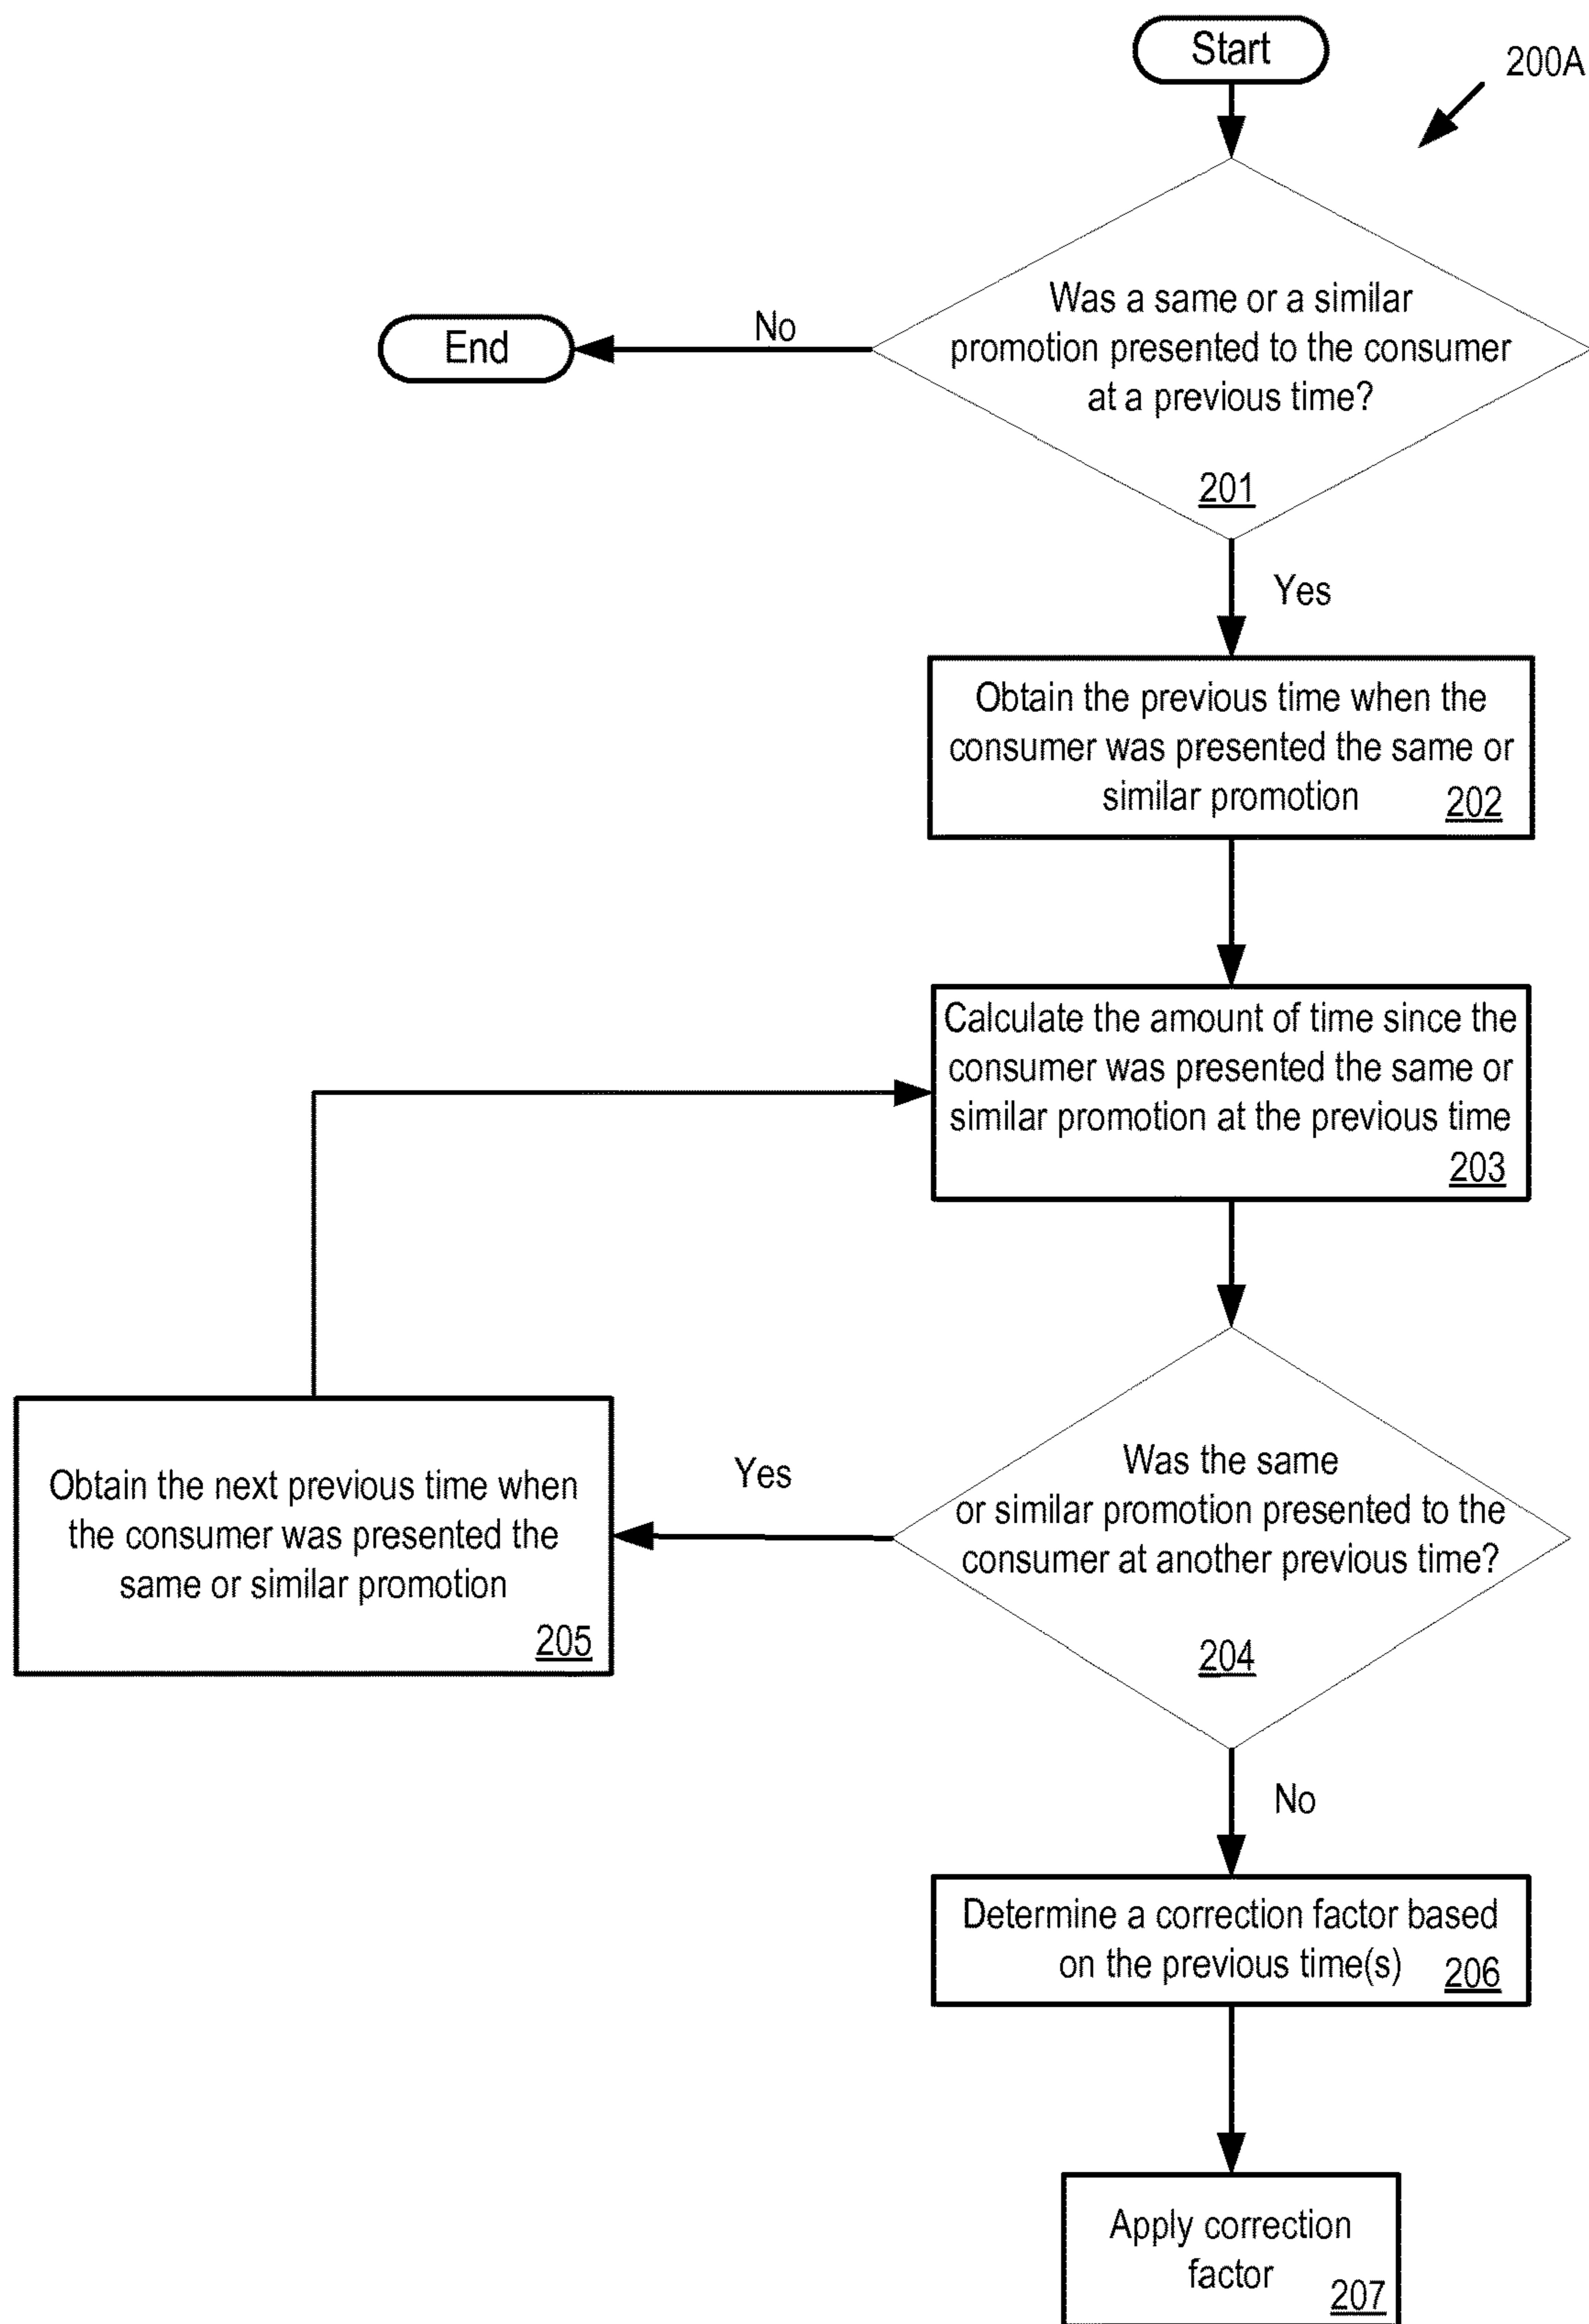 Start
200A
Was a same or a similar
promotion presented to the consumer
at a previous time?
201
No
End
Yes
Obtain the previous time when the
consumer was presented the same or
similar promotion
202
Calculate the amount of time since the
consumer was presented the same or
similar promotion at the previous time
203
Was the same
or similar promotion presented to the
consumer at another previous time?
204
Yes
Obtain the next previous time when
the consumer was presented the
same or similar promotion
205
No
Determine a correction factor based
on the previous time(s)
206
Apply correction
factor
207